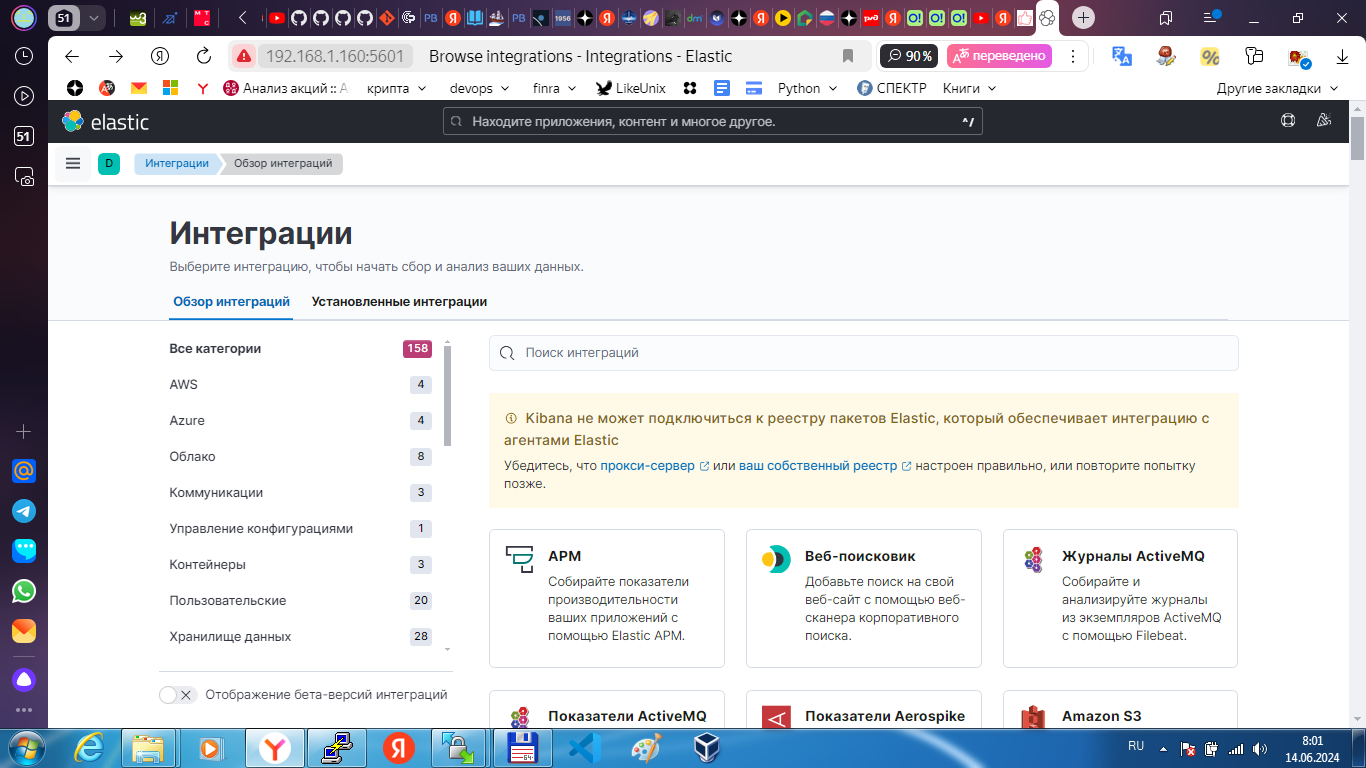 51
1956
dm
РВ
РВ
192.168.1.160:5601
Browse integrations - Integrations - Elastic
90%
переведено
Анализ акций :: А
крипта
devops
finra
LikeUnix
Python
СПЕКТР
Книги
Другие закладки
51
elastic
Находите приложения, контент и многое другое.
^/
D
Интеграции
Обзор интеграций
Интеграции
Выберите интеграцию, чтобы начать сбор и анализ ваших данных.
Обзор интеграций
Установленные интеграции
Все категории 158
AWS 4
Azure 4
Облако 8
Коммуникации 3
Управление конфигурациями 1
Контейнеры 3
Пользовательские 20
Хранилище данных 28
Отображение бета-версий интеграций
Поиск интеграций
Kibana не может подключиться к реестру пакетов Elastic, который обеспечивает интеграцию с
агентами Elastic
Убедитесь, что прокси-сервер или ваш собственный реестр настроен правильно, или повторите попытку
позже.
APM
Собирайте показатели
производительности
ваших приложений с
помощью Elastic APM.
Веб-поисковик
Добавьте поиск на свой
веб-сайт с помощью веб-
сканера корпоративного
поиска.
Журналы ActiveMQ
Собирайте и
анализируйте журналы
из экземпляров ActiveMQ
с помощью Filebeat.
Показатели ActiveMQ
Показатели Aerospike
Amazon S3
RU
8:01
14.06.2024